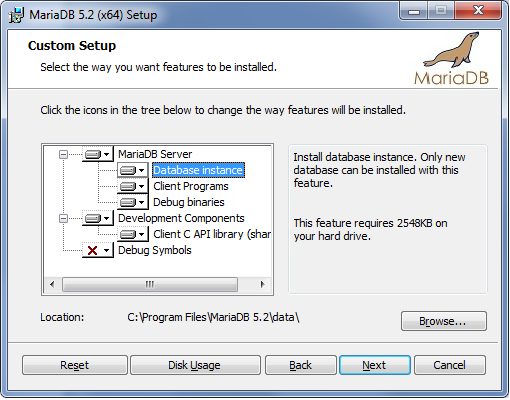 MariaDB 5.2 (x64) Setup
Custom Setup
Select the way you want features to be installed.
MariaDB
Click the icons in the tree below to change the way features will be installed.
MariaDB Server
Database instance
Client Programs
Debug binaries
Development Components
Client C API library (shar
Debug Symbols
Install database instance. Only new
database can be installed with this
feature.
This feature requires 2548KB on
your hard drive.
Location:
C:\Program Files\MariaDB 5.2\data\
Browse...
Reset
Disk Usage
Back
Next
Cancel